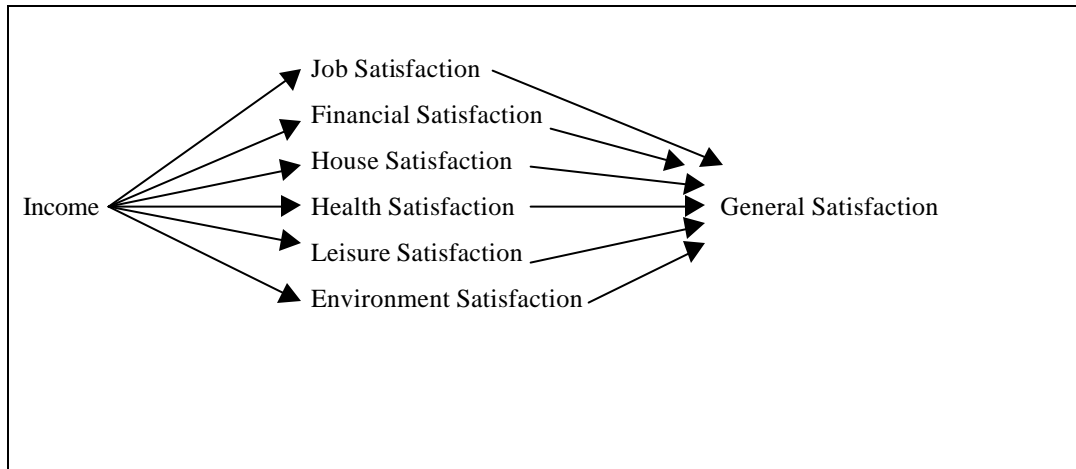 Job Satisfaction
Financial Satisfaction
House Satisfaction
Income
Health Satisfaction
General Satisfaction
Leisure Satisfaction
Environment Satisfaction